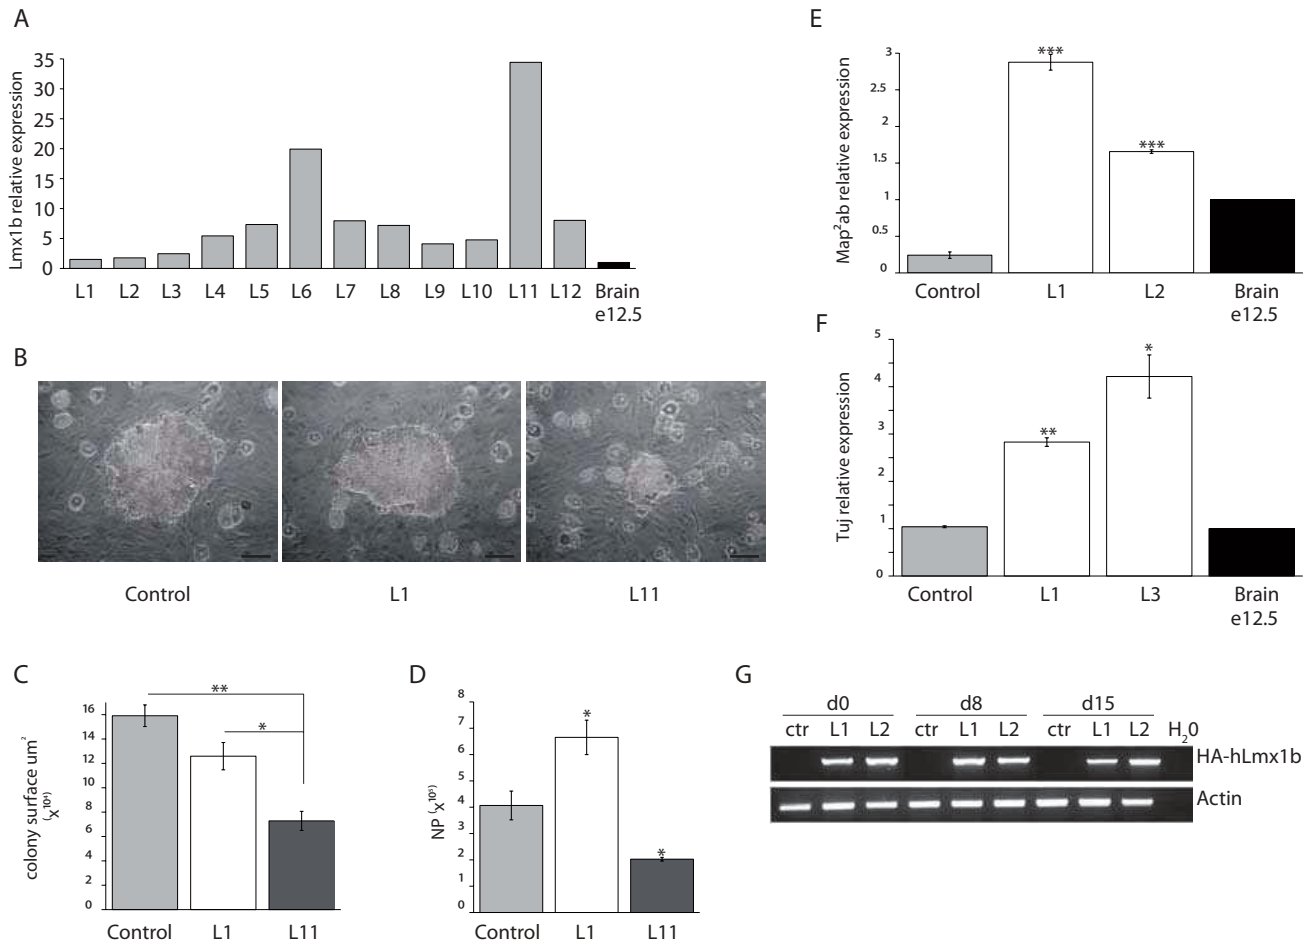 A
Lmx1b relative expression
35
30
25
20
15
10
5
0
L1 L2 L3 L4 L5 L6 L7 L8 L9 L10 L11 L12 Brain
e12.5
B
Control L1 L11
C
colony surface um²
(χ10⁴)
16
14
12
10
8
6
4
2
0
**
*
Control L1 L11
D
NP (χ10⁵)
8
7
6
5
4
3
2
1
0
*
*
Control L1 L11
E
Map²ab relative expression
3
2.5
2
1.5
1
0.5
0
***
***
Control L1 L2 Brain
e12.5
F
Tuj relative expression
5
4
3
2
1
0
**
*
Control L1 L3 Brain
e12.5
G
d0 d8 d15
ctr L1 L2 ctr L1 L2 ctr L1 L2 H₂0
HA-hLmx1b
Actin